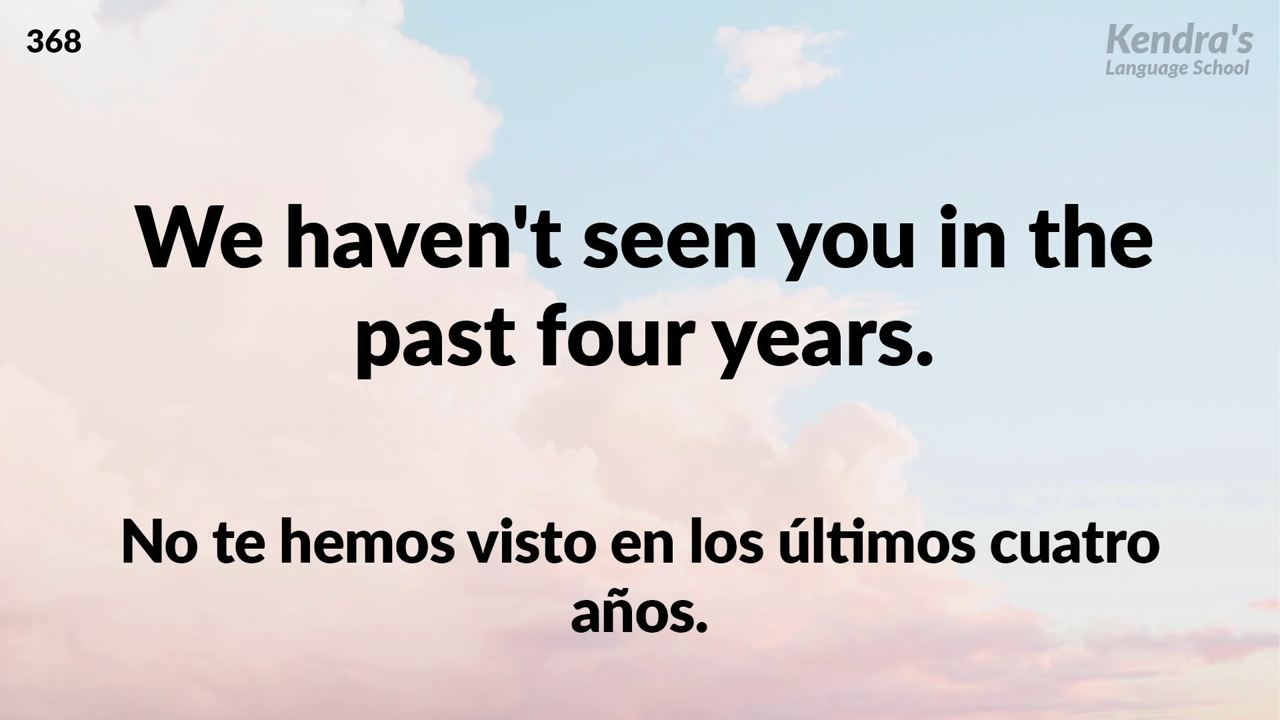 368
Kendra's
Language School
We haven't seen you in the
past four years.
No te hemos visto en los últimos cuatro
años.